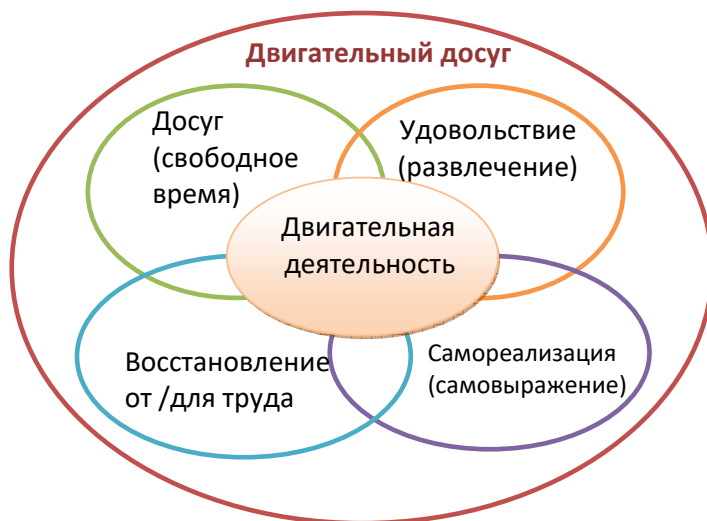 Двигательный досуг
Досуг
(свободное
время)
Удовольствие
(развлечение)
Двигательная
деятельность
Восстановление
от /для труда
Самореализация
(самовыражение)